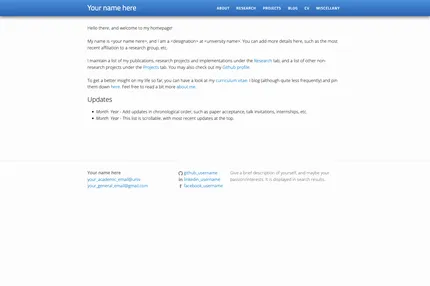 Your name here
ABOUT RESEARCH PROJECTS BLOG CV MISCELLANY
Hello there, and welcome to my homepage!
My name is <your name here>, and I am a <designation> at <university name>. You can add more details here, such as the most
recent affiliation to a research group, etc.
I maintain a list of my publications, research projects and implementations under the Research tab, and a list of other non-
research projects under the Projects tab. You may also check out my Github profile.
To get a better insight on my life so far, you can have a look at my curriculum vitae. I blog (although quite less frequently) and pin
them down here. Feel free to read a bit more about me.
Updates
Month Year - Add updates in chronological order, such as paper acceptance, talk invitations, internships, etc.
Month Year - This list is scrollable, with most recent updates at the top.
Your name here
your_academic_email@univ
your_general_email@gmail.com
github_username
linkedin_username
facebook_username
Give a brief description of yourself, and maybe your
passion/interests. It is displayed in search results.